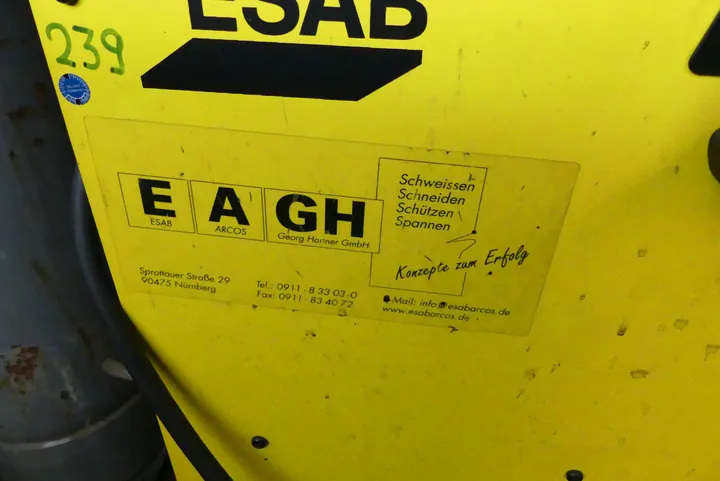 ESAB
239
E A GH
ESAB ARCOS Georg Hartner GmbH
Schweissen
Schneiden
Schützen
Spannen
Konzepte zum Erfolg
Sprottauer Straße 29
90475 Nürnberg
Tel.: 0911 - 8 33 03-0
Fax: 0911 - 83 40 72
E-Mail: info@esabarcos.de
www.esabarcos.de